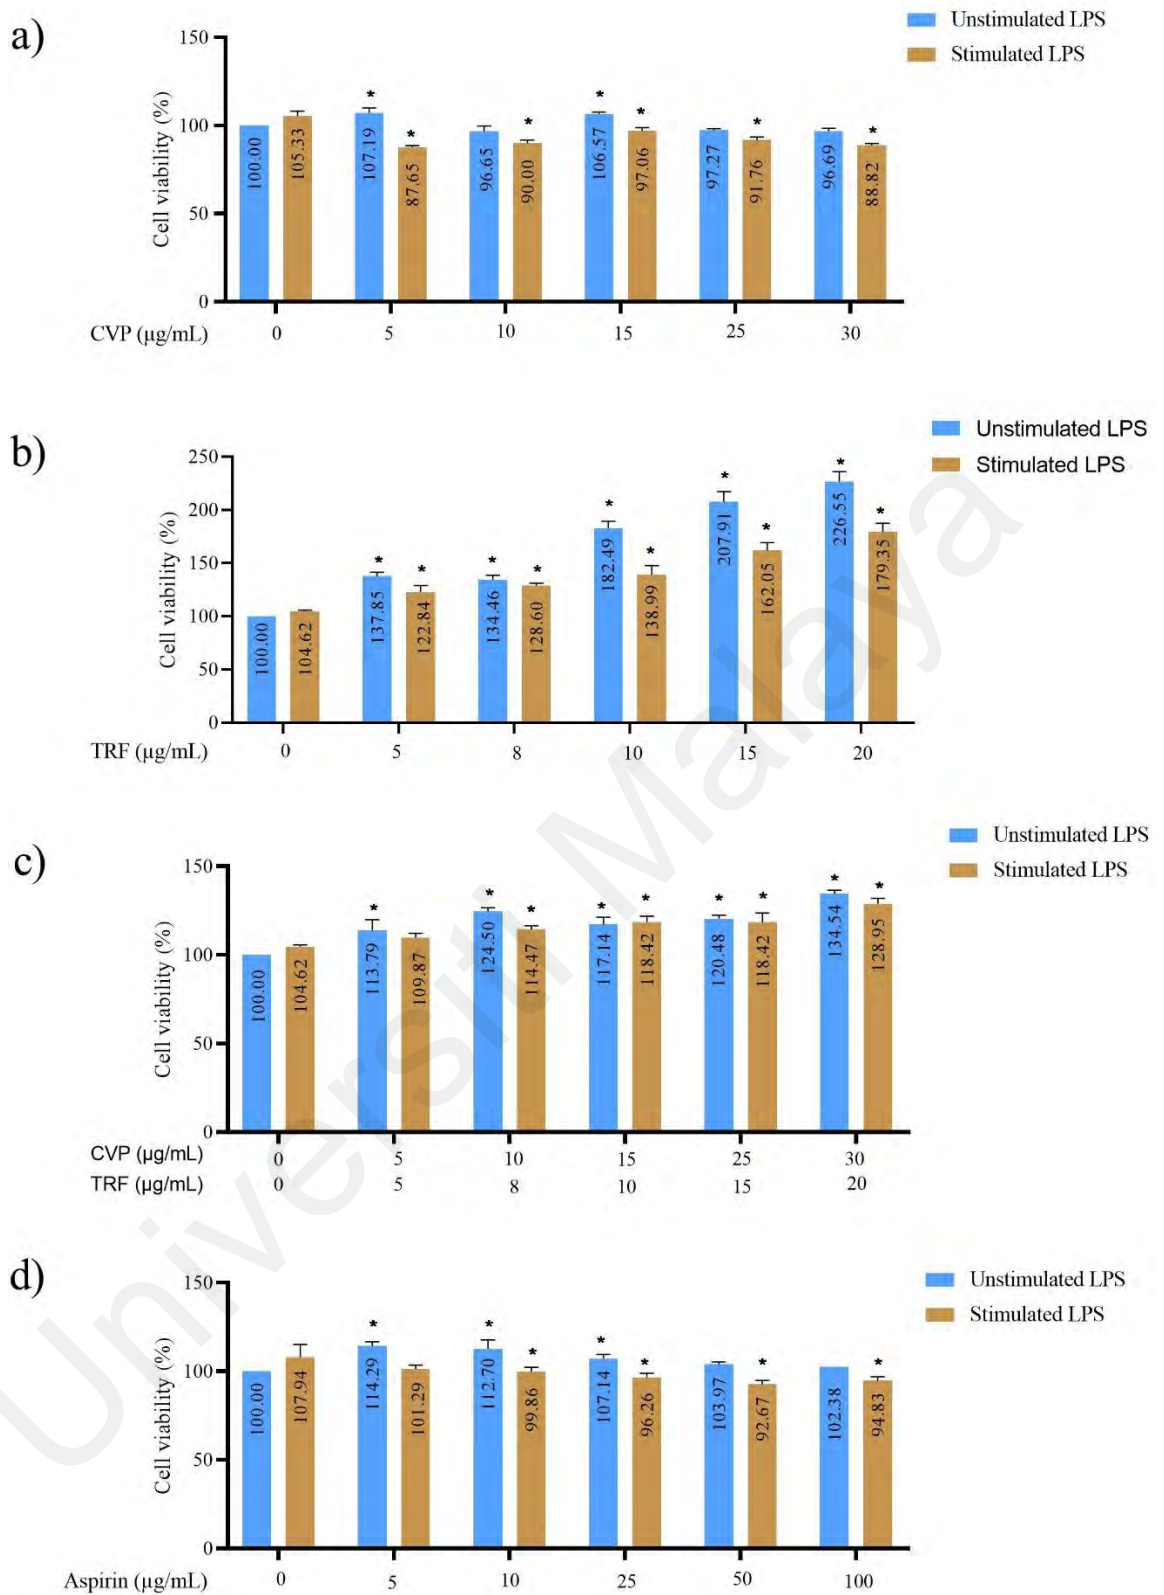 a)
Unstimulated LPS
Stimulated LPS
Cell viability (%)
150
100
50
0
* * * * * * *
100.00 105.33 107.19 87.65 96.65 90.00 106.57 97.06 97.27 91.76 96.69 88.82
CVP (µg/mL) 0 5 10 15 25 30
b)
Unstimulated LPS
Stimulated LPS
Cell viability (%)
250
200
150
100
50
0
* * * * * * * * * *
100.00 104.62 137.85 122.84 134.46 128.60 182.49 138.99 207.91 162.05 226.55 179.35
TRF (µg/mL) 0 5 8 10 15 20
c)
Unstimulated LPS
Stimulated LPS
Cell viability (%)
150
100
50
0
* * * * * * * * *
100.00 104.62 113.79 109.87 124.50 114.47 117.14 118.42 120.48 118.42 134.54 128.95
CVP (µg/mL) 0 5 10 15 25 30
TRF (µg/mL) 0 5 8 10 15 20
d)
Unstimulated LPS
Stimulated LPS
Cell viability (%)
150
100
50
0
* * * * * * *
100.00 107.94 114.29 101.29 112.70 99.86 107.14 96.26 103.97 92.67 102.38 94.83
Aspirin (µg/mL) 0 5 10 25 50 100
Universiti Malaya